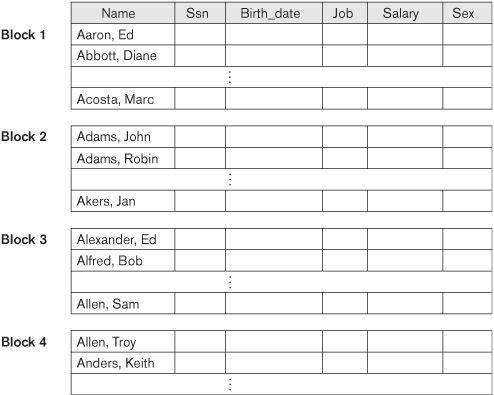 Name Ssn Birth_date Job Salary Sex
Block 1
Aaron, Ed
Abbott, Diane
⋮
Acosta, Marc
Block 2
Adams, John
Adams, Robin
⋮
Akers, Jan
Block 3
Alexander, Ed
Alfred, Bob
⋮
Allen, Sam
Block 4
Allen, Troy
Anders, Keith
⋮